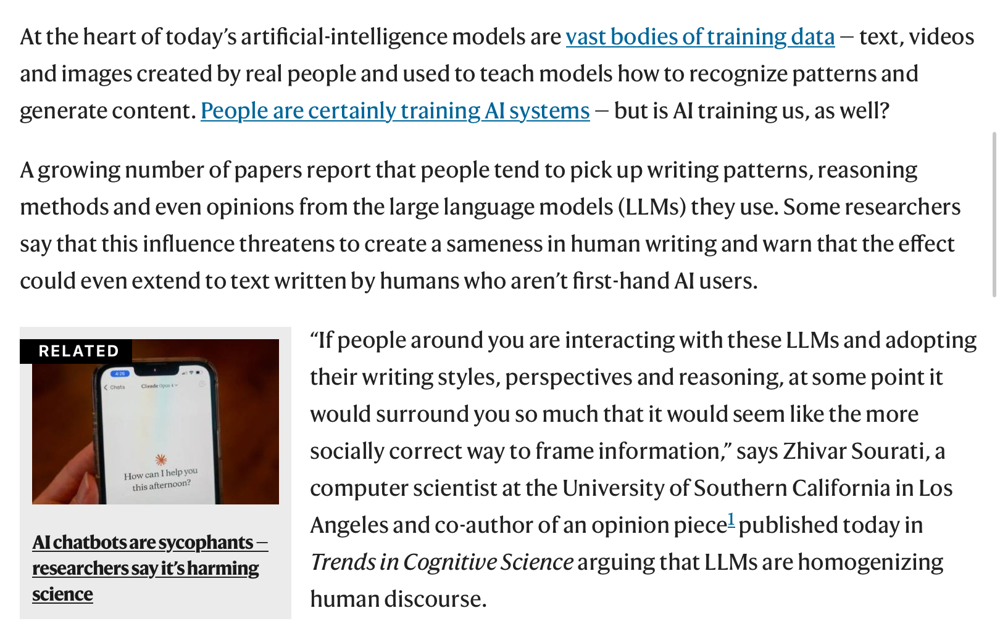 At the heart of today’s artificial-intelligence models are vast bodies of training data — text, videos
and images created by real people and used to teach models how to recognize patterns and
generate content. People are certainly training AI systems — but is AI training us, as well?
A growing number of papers report that people tend to pick up writing patterns, reasoning
methods and even opinions from the large language models (LLMs) they use. Some researchers
say that this influence threatens to create a sameness in human writing and warn that the effect
could even extend to text written by humans who aren’t first-hand AI users.
RELATED
4:26
Chats
Claude Opus 4
How can I help you
this afternoon?
AI chatbots are sycophants —
researchers say it’s harming
science
“If people around you are interacting with these LLMs and adopting
their writing styles, perspectives and reasoning, at some point it
would surround you so much that it would seem like the more
socially correct way to frame information,” says Zhivar Sourati, a
computer scientist at the University of Southern California in Los
Angeles and co-author of an opinion piece1 published today in
Trends in Cognitive Science arguing that LLMs are homogenizing
human discourse.